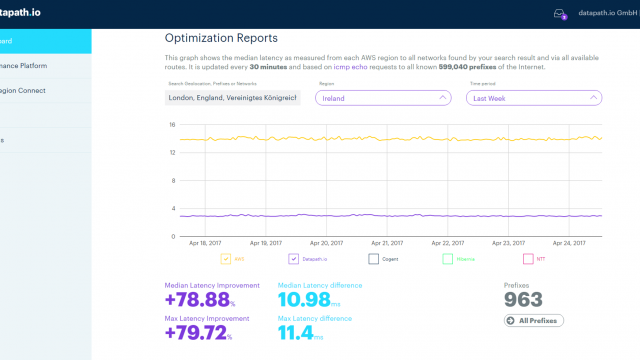 tapath.io
datapath.io GmbH
3
ard
Optimization Reports
This graph shows the median latency as measured from each AWS region to all networks found by your search result and via all available
nance Platform
routes. It is updated every 30 minutes and based on icmp echo requests to all known 599,040 prefixes of the Internet.
egion Connect
Search Geolocation, Prefixes or Networks
Region
Time period
London, England, Vereinigtes Königreich
Ireland
Last Week
s
16
12
8
4
0
Apr 18, 2017
Apr 19, 2017
Apr 20, 2017
Apr 21, 2017
Apr 22, 2017
Apr 23, 2017
Apr 24, 2017
AWS
Datapath.io
Cogent
Hibernia
NTT
Median Latency Improvement
Median Latency difference
Prefixes
+78.88%
10.98ms
963
Max Latency Improvement
Max Latency difference
All Prefixes
+79.72%
11.4ms